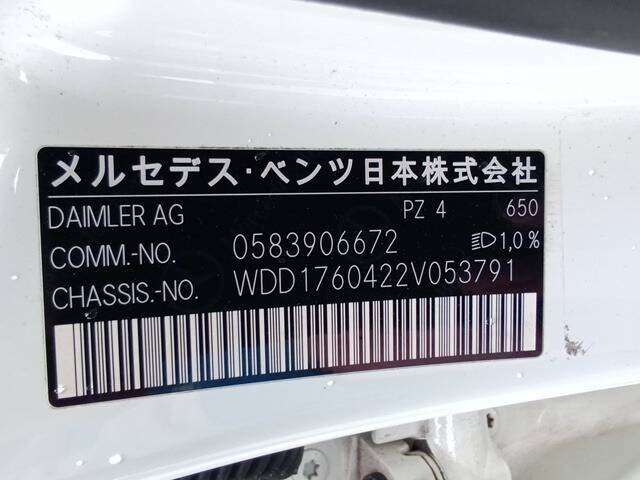 メルセデス・ベンツ日本株式会社
DAIMLER AG PZ 4 650
COMM.-NO. 0583906672 1,0%
CHASSIS.-NO. WDD1760422V053791